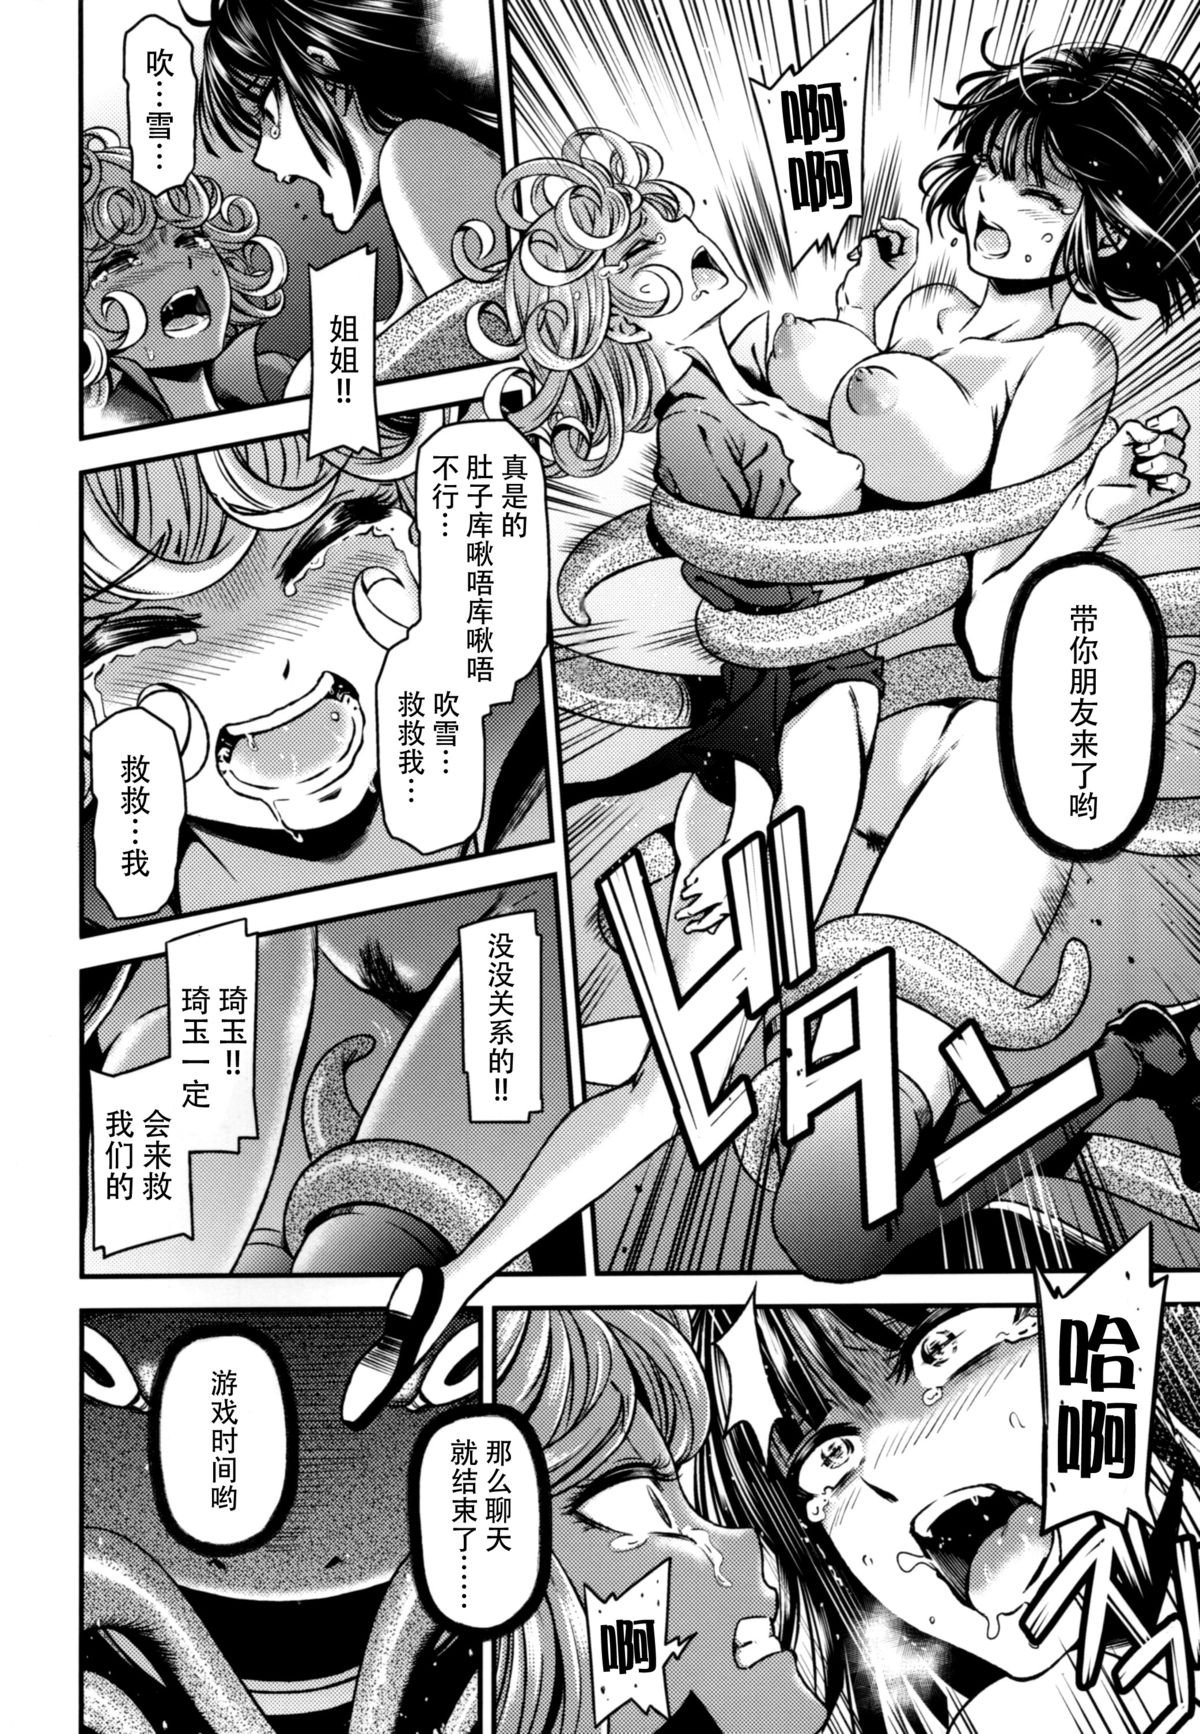 啊啊
带你朋友来了哟
ビタン
吹…雪…
姐姐!!
真是的
肚子库啾唔库啾唔
不行…
吹雪…
救救我…
救救…我
没没关系的!!
琦玉!!
琦玉一定
会来救
我们的
哈啊
啊
那么聊天
就结束了……
游戏时间哟